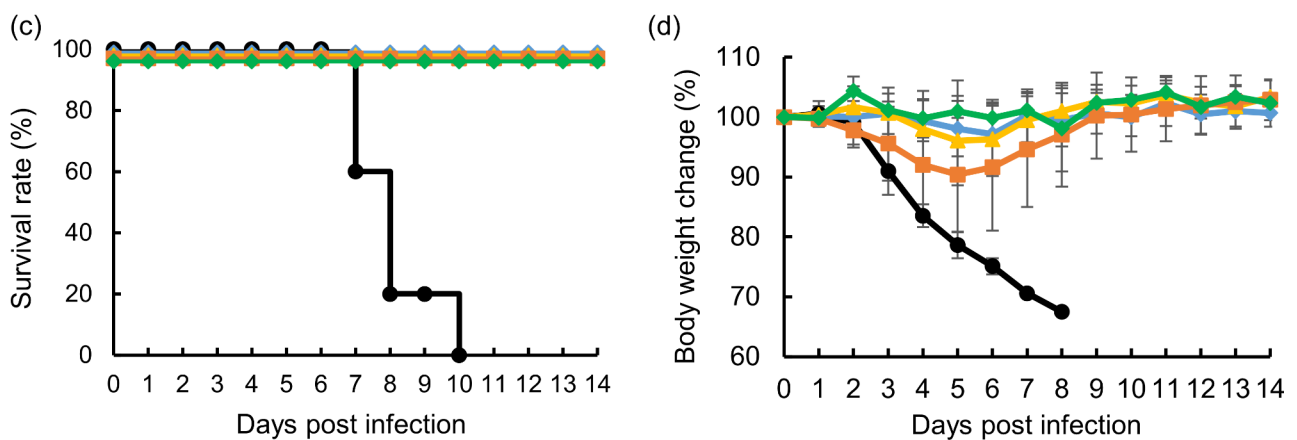 (c)
Survival rate (%)
100
80
60
40
20
0
0 1 2 3 4 5 6 7 8 9 10 11 12 13 14
Days post infection
(d)
Body weight change (%)
110
100
90
80
70
60
0 1 2 3 4 5 6 7 8 9 10 11 12 13 14
Days post infection